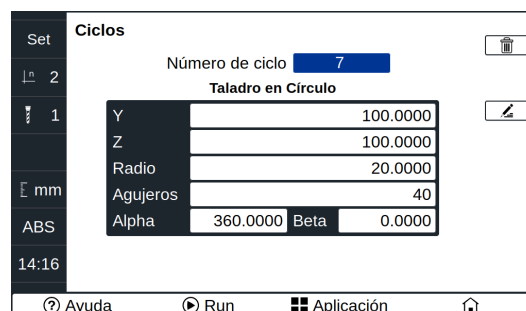 Ciclos
Set
Número de ciclo 7
Taladro en Círculo
n 2
1
Y 100.0000
Z 100.0000
Radio 20.0000
Agujeros 40
Alpha 360.0000 Beta 0.0000
mm
ABS
14:16
? Ayuda Run Aplicación